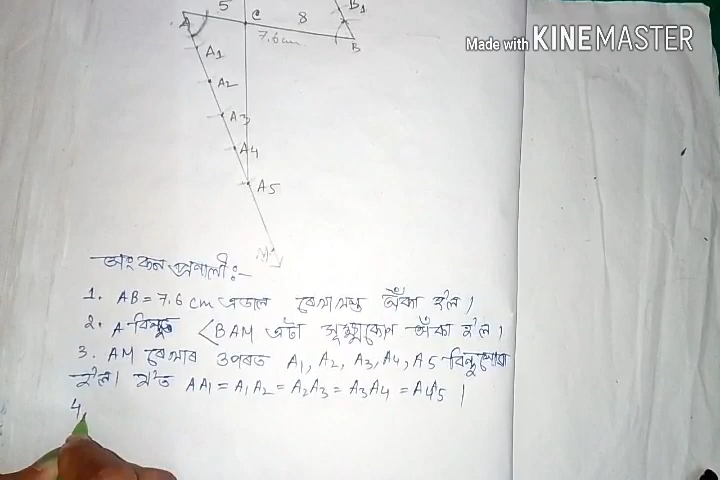 5
C
8
B1
A
7.6cm
B
Made with KINEMASTER
A1
A2
A3
A4
A5
M
অংকন প্ৰণালী :-
1. AB = 7.6 cm এডাল ৰেখাখণ্ড অঁকা হ'ল।
2. A বিন্দুত <BAM এটা সূক্ষ্মকোণ অঁকা হ'ল।
3. AM ৰেখাৰ ওপৰত A1, A2, A3, A4, A5 বিন্দু লোৱা
হ'ল। য'ত AA1 = A1A2 = A2A3 = A3A4 = A4A5 |
4,